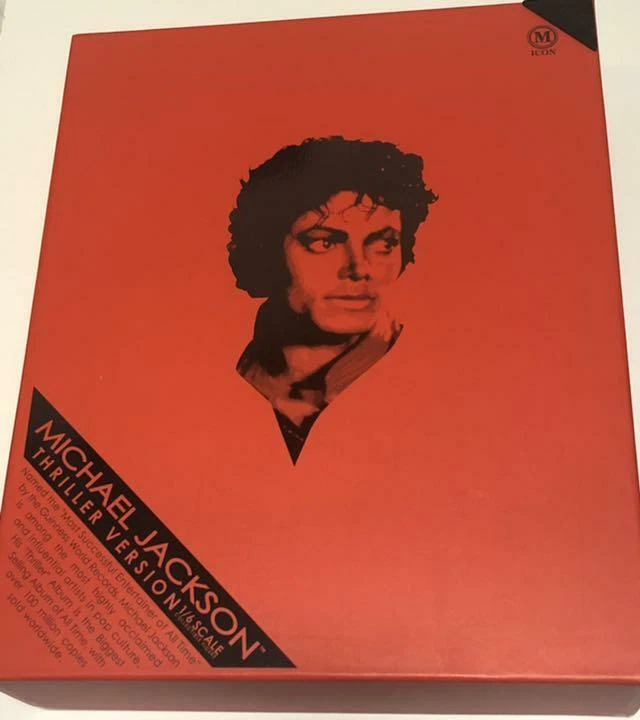 M
ICON
MICHAEL JACKSON™
THRILLER VERSION 1/6 SCALE
Named the "Most Successful Entertainer of All Time"
by the Guinness World Records, Michael Jackson
is among the most highly acclaimed
and influential artists in pop culture.
His "Thriller" Album is the Biggest
Selling Album of All time, with
over 100 million copies
sold worldwide.